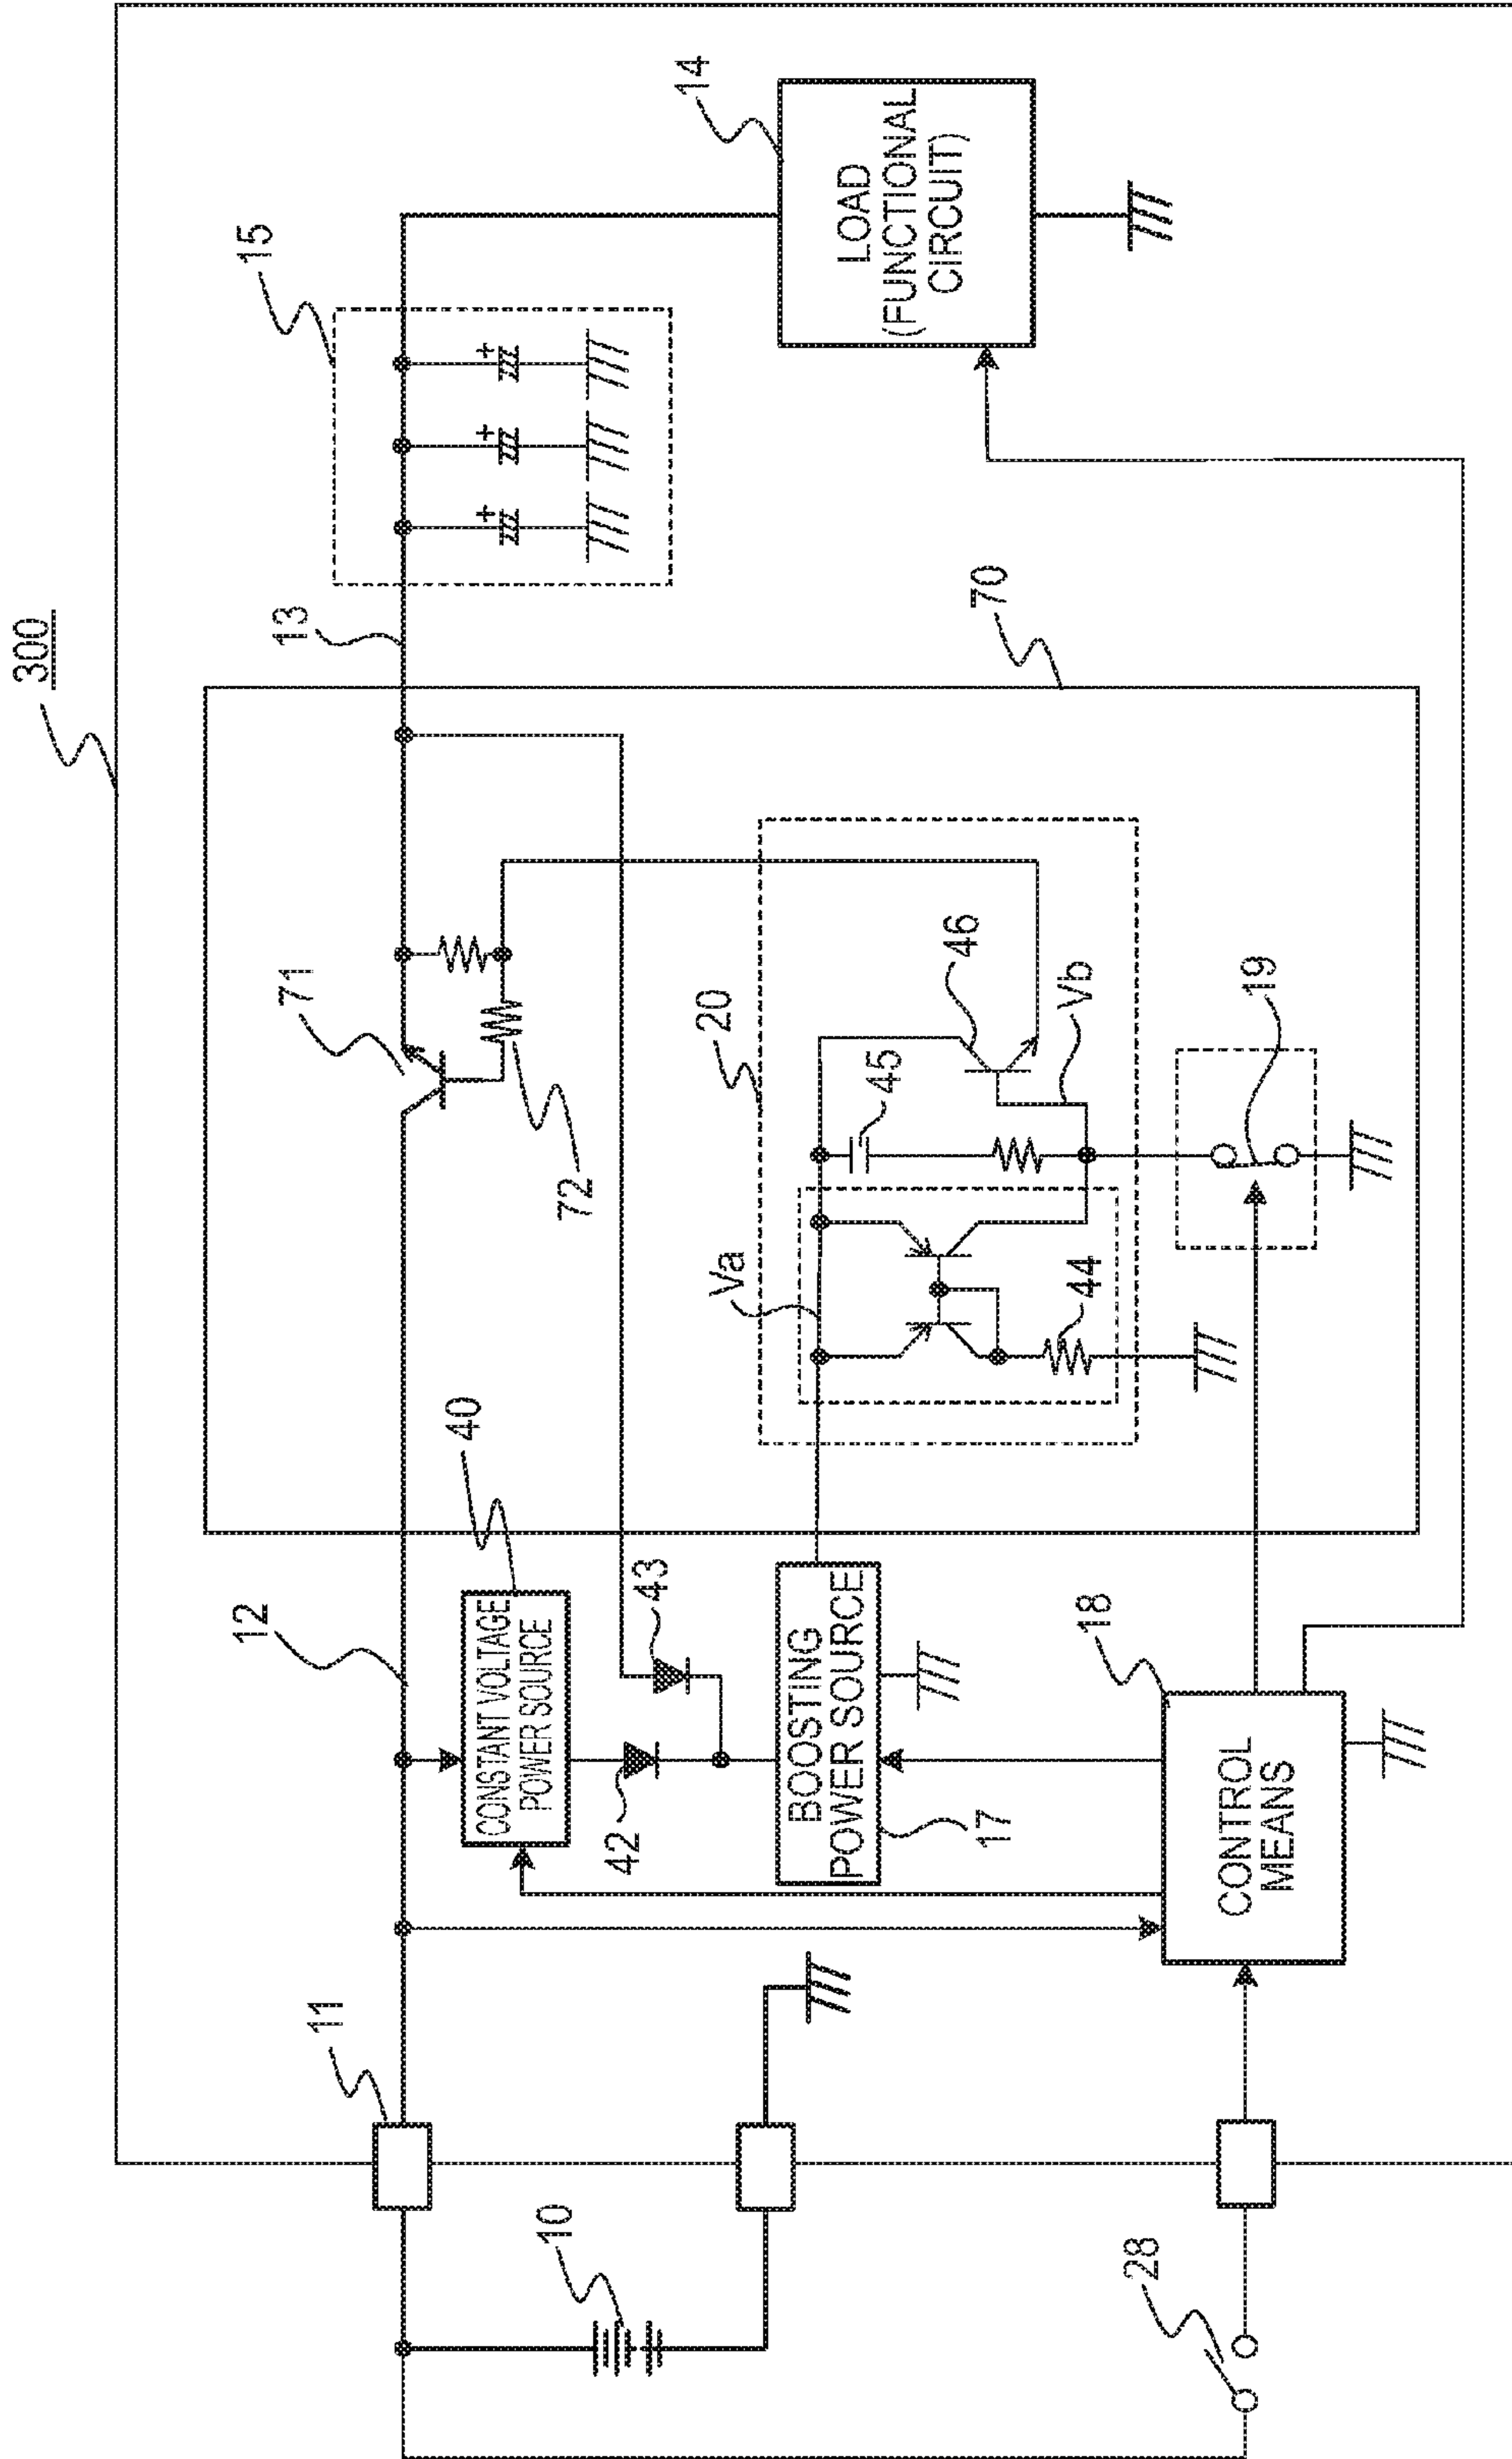 300
11
12
13
15
14
LOAD
(FUNCTIONAL
CIRCUIT)
+
+
+
71
72
70
40
CONSTANT VOLTAGE
POWER SOURCE
42
43
10
BOOSTING
POWER SOURCE
17
Va
20
45
46
44
Vb
19
18
CONTROL
MEANS
28